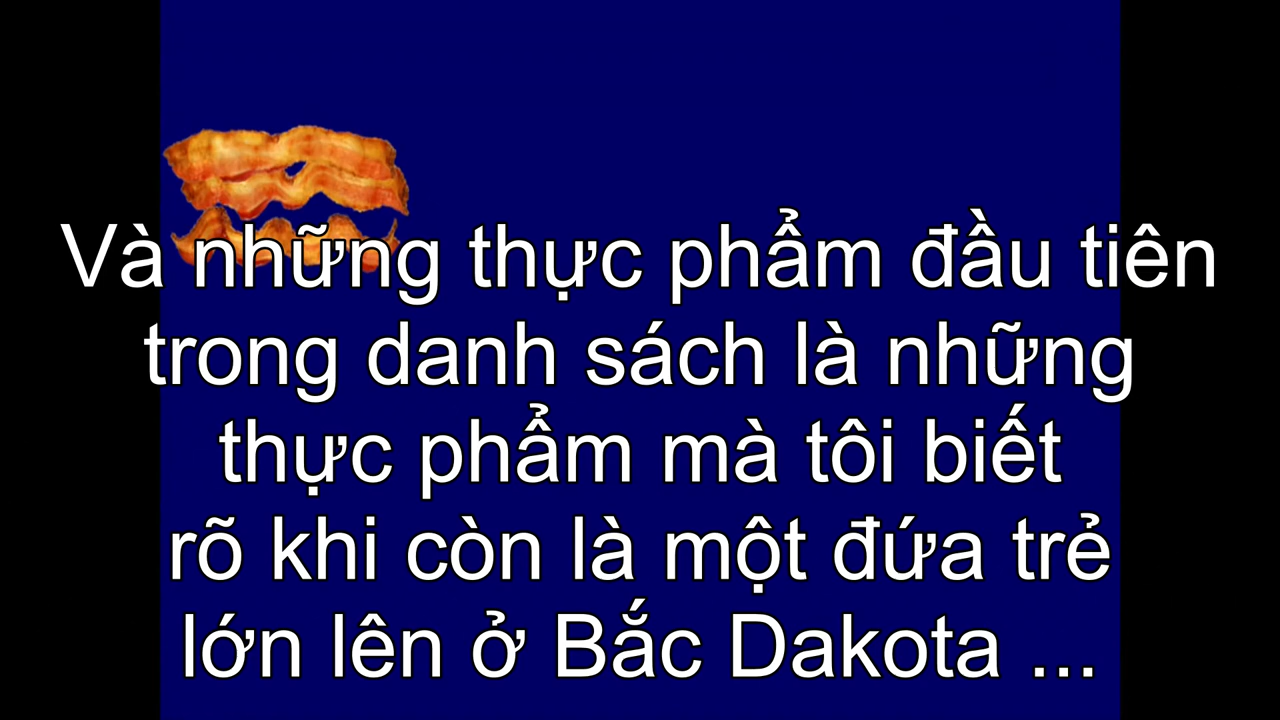 Và những thực phẩm đầu tiên
trong danh sách là những
thực phẩm mà tôi biết
rõ khi còn là một đứa trẻ
lớn lên ở Bắc Dakota ...